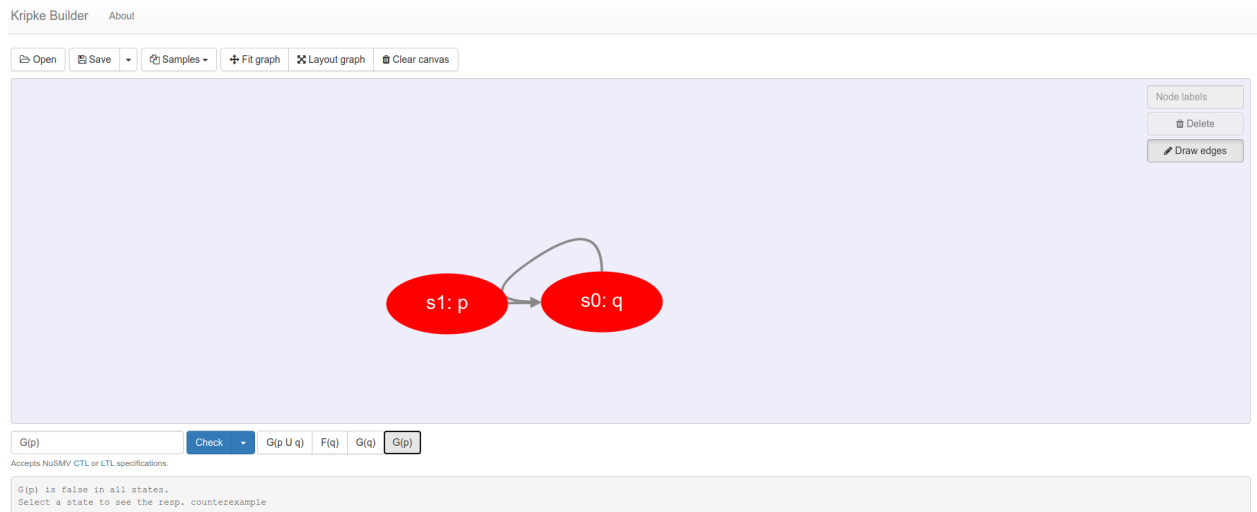 Kripke Builder About
Open Save Samples Fit graph Layout graph Clear canvas
Node labels
Delete
Draw edges
s1: p s0: q
G(p) Check G(p U q) F(q) G(q) G(p)
Accepts NuSMV CTL or LTL specifications.
G(p) is false in all states.
Select a state to see the resp. counterexample